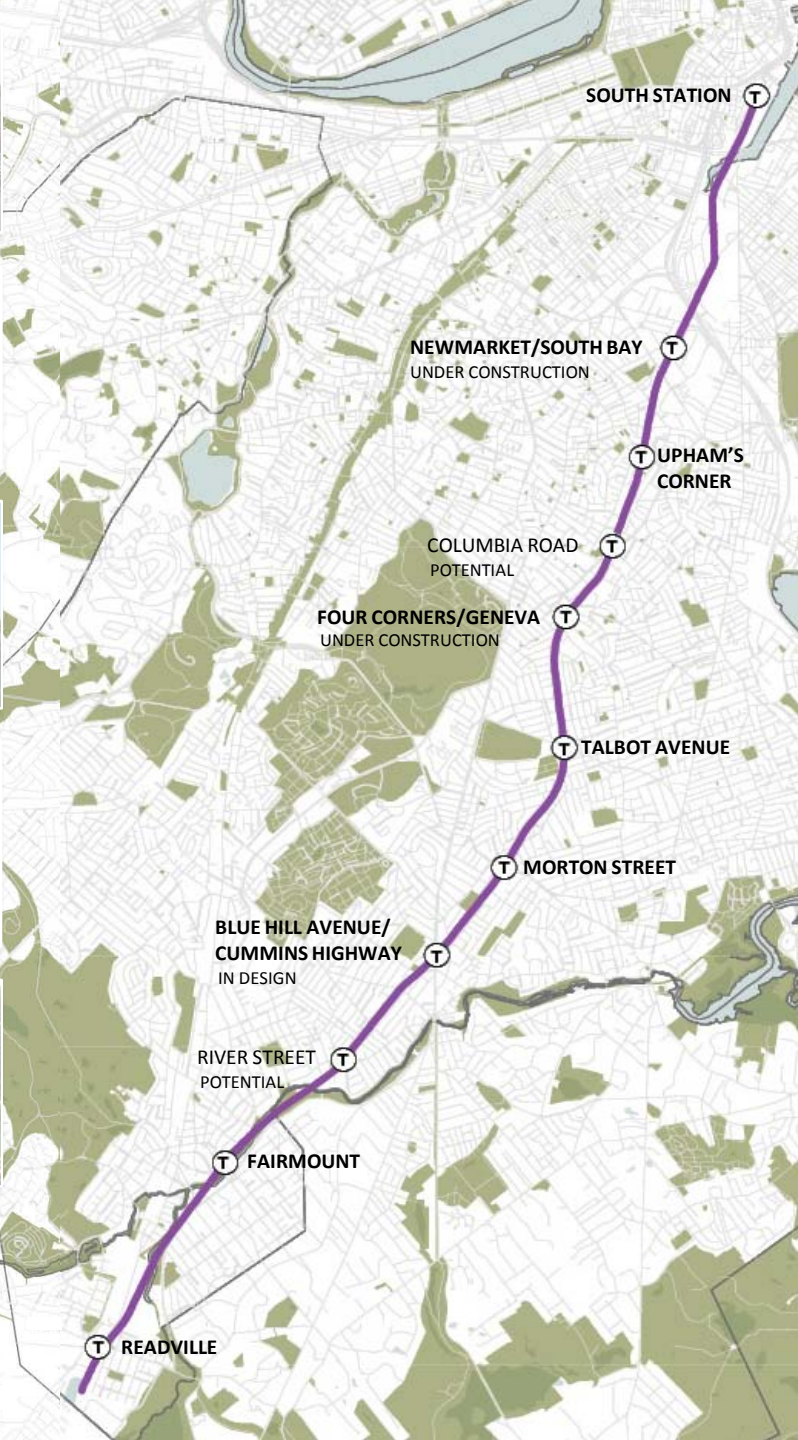 SOUTH STATION
T
NEWMARKET/SOUTH BAY
T
UNDER CONSTRUCTION
T
UPHAM'S
CORNER
COLUMBIA ROAD
T
POTENTIAL
FOUR CORNERS/GENEVA
T
UNDER CONSTRUCTION
T
TALBOT AVENUE
T
MORTON STREET
BLUE HILL AVENUE/
CUMMINS HIGHWAY
T
IN DESIGN
RIVER STREET
T
POTENTIAL
T
FAIRMOUNT
T
READVILLE